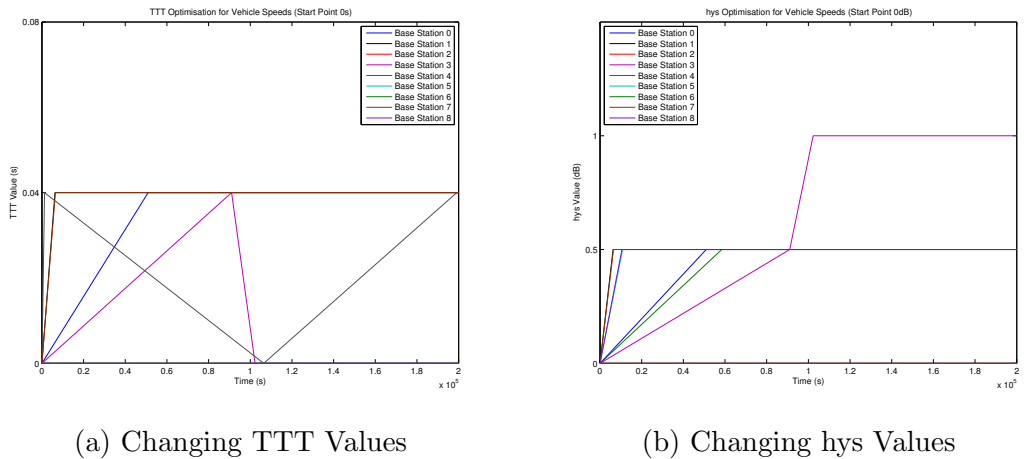 TTT Optimisation for Vehicle Speeds (Start Point 0s)
0.08
0.04
0
TTT Value (s)
Base Station 0
Base Station 1
Base Station 2
Base Station 3
Base Station 4
Base Station 5
Base Station 6
Base Station 7
Base Station 8
0 0.2 0.4 0.6 0.8 1 1.2 1.4 1.6 1.8 2
x 10^5
Time (s)
(a) Changing TTT Values
hys Optimisation for Vehicle Speeds (Start Point 0dB)
1
0.5
0
hys Value (dB)
Base Station 0
Base Station 1
Base Station 2
Base Station 3
Base Station 4
Base Station 5
Base Station 6
Base Station 7
Base Station 8
0 0.2 0.4 0.6 0.8 1 1.2 1.4 1.6 1.8 2
x 10^5
Time (s)
(b) Changing hys Values